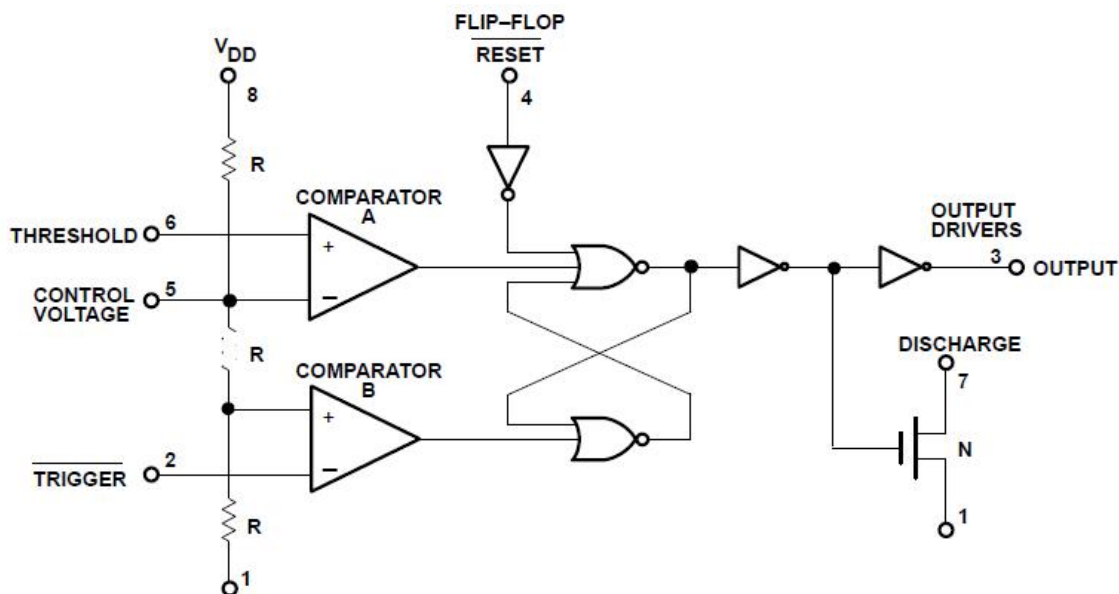 FLIP–FLOP
RESET
4
VDD
8
R
COMPARATOR
A
THRESHOLD
6
+
−
CONTROL
VOLTAGE
5
R
COMPARATOR
B
+
−
TRIGGER
2
R
1
OUTPUT
DRIVERS
3
OUTPUT
DISCHARGE
7
N
1